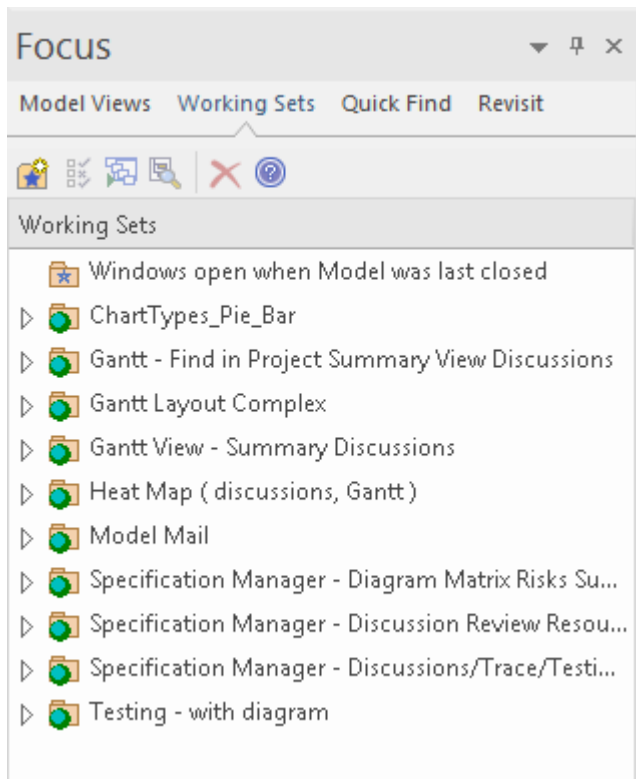 Focus
Model Views Working Sets Quick Find Revisit
Working Sets
Windows open when Model was last closed
ChartTypes_Pie_Bar
Gantt - Find in Project Summary View Discussions
Gantt Layout Complex
Gantt View - Summary Discussions
Heat Map ( discussions, Gantt )
Model Mail
Specification Manager - Diagram Matrix Risks Su...
Specification Manager - Discussion Review Resou...
Specification Manager - Discussions/Trace/Testi...
Testing - with diagram